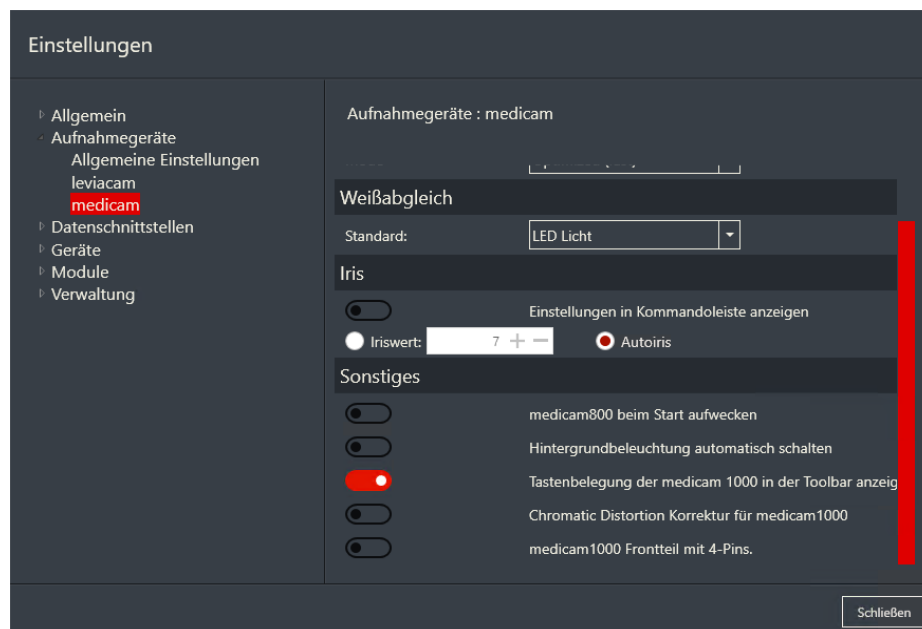 Einstellungen
Allgemein
Aufnahmegeräte
Allgemeine Einstellungen
leviacam
medicam
Datenschnittstellen
Geräte
Module
Verwaltung
Aufnahmegeräte : medicam
Weißabgleich
Standard: LED Licht
Iris
Einstellungen in Kommandoleiste anzeigen
Iriswert: 7 + − Autoiris
Sonstiges
medicam800 beim Start aufwecken
Hintergrundbeleuchtung automatisch schalten
Tastenbelegung der medicam 1000 in der Toolbar anzeig
Chromatic Distortion Korrektur für medicam1000
medicam1000 Frontteil mit 4-Pins.
Schließen